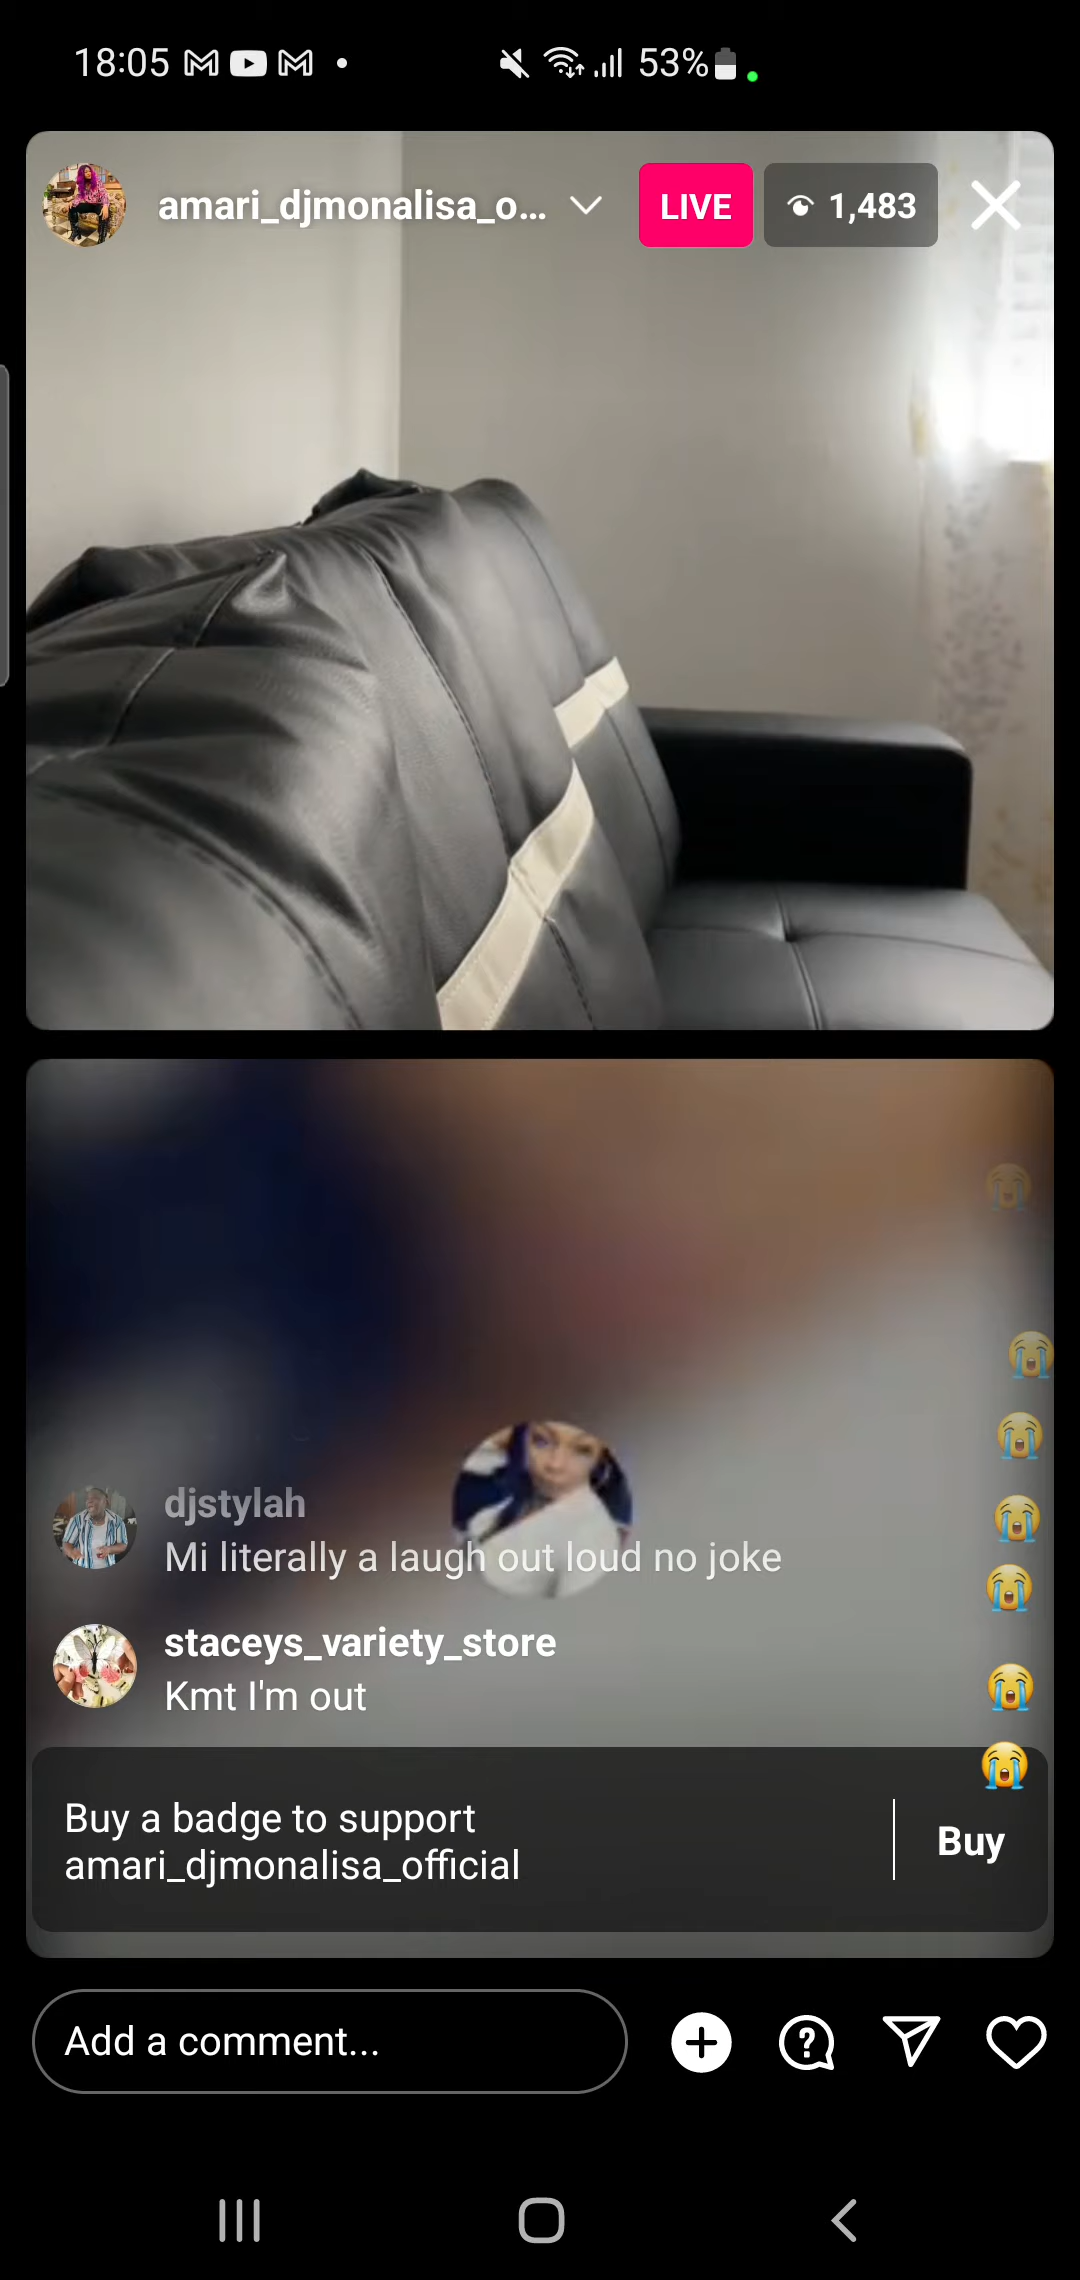 18:05
53%
amari_djmonalisa_o...
LIVE
1,483
djstylah
Mi literally a laugh out loud no joke
staceys_variety_store
Kmt I'm out
Buy a badge to support
amari_djmonalisa_official
Buy
Add a comment...